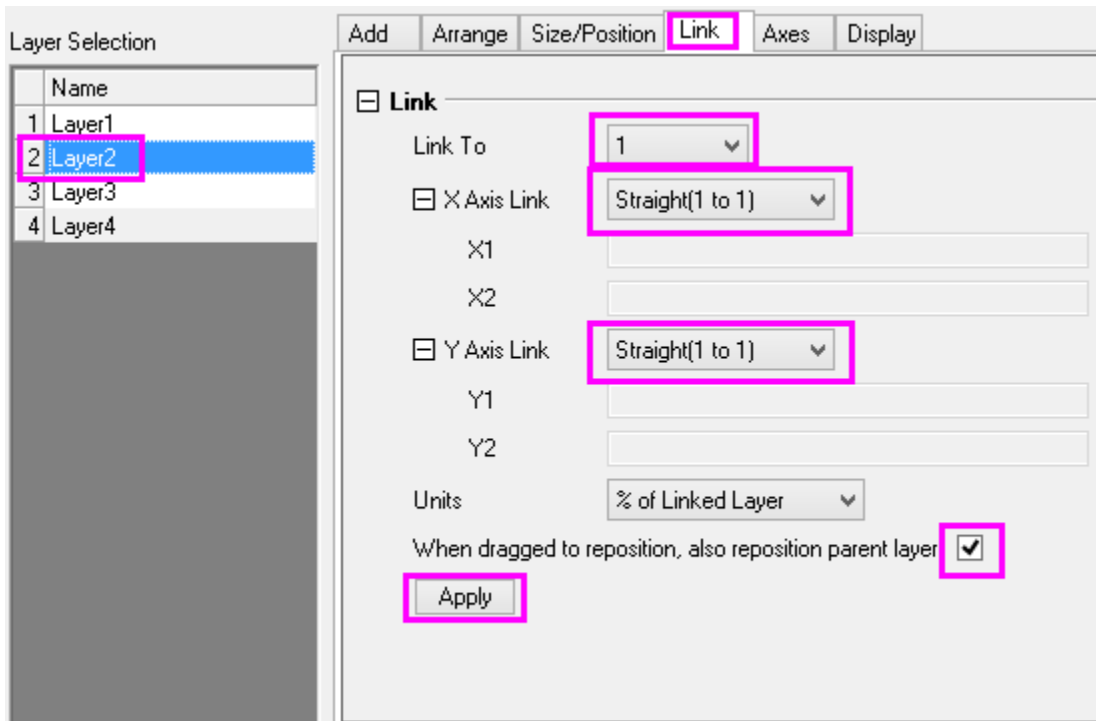 Layer Selection
Name
1 Layer1
2 Layer2
3 Layer3
4 Layer4
Add Arrange Size/Position Link Axes Display
Link
Link To 1
X Axis Link Straight(1 to 1)
X1
X2
Y Axis Link Straight(1 to 1)
Y1
Y2
Units % of Linked Layer
When dragged to reposition, also reposition parent layer
Apply